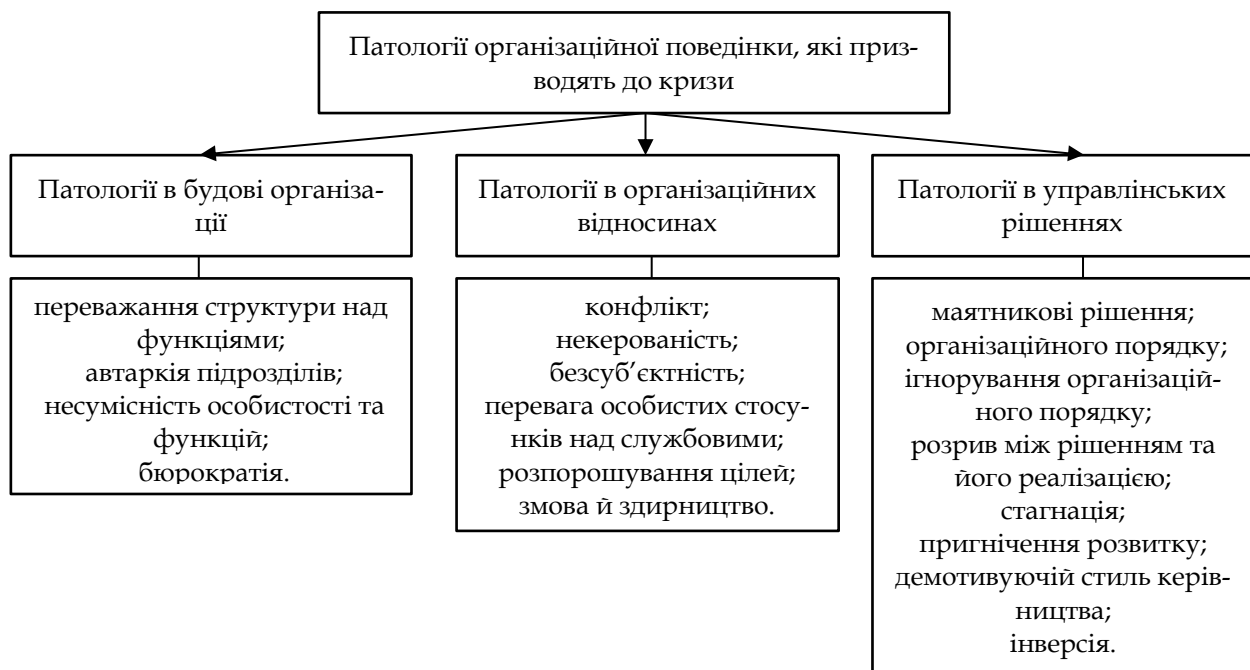 Патології організаційної поведінки, які приз-
водять до кризи
Патології в будові організа-
ції
Патології в організаційних
відносинах
Патології в управлінських
рішеннях
переважання структури над
функціями;
автаркія підрозділів;
несумісність особистості та
функцій;
бюрократія.
конфлікт;
некерованість;
безсуб’єктність;
перевага особистих стосу-
нків над службовими;
розпорошування цілей;
змова й здирництво.
маятникові рішення;
організаційного порядку;
ігнорування організацій-
ного порядку;
розрив між рішенням та
його реалізацією;
стагнація;
пригнічення розвитку;
демотивуючій стиль керів-
ництва;
інверсія.